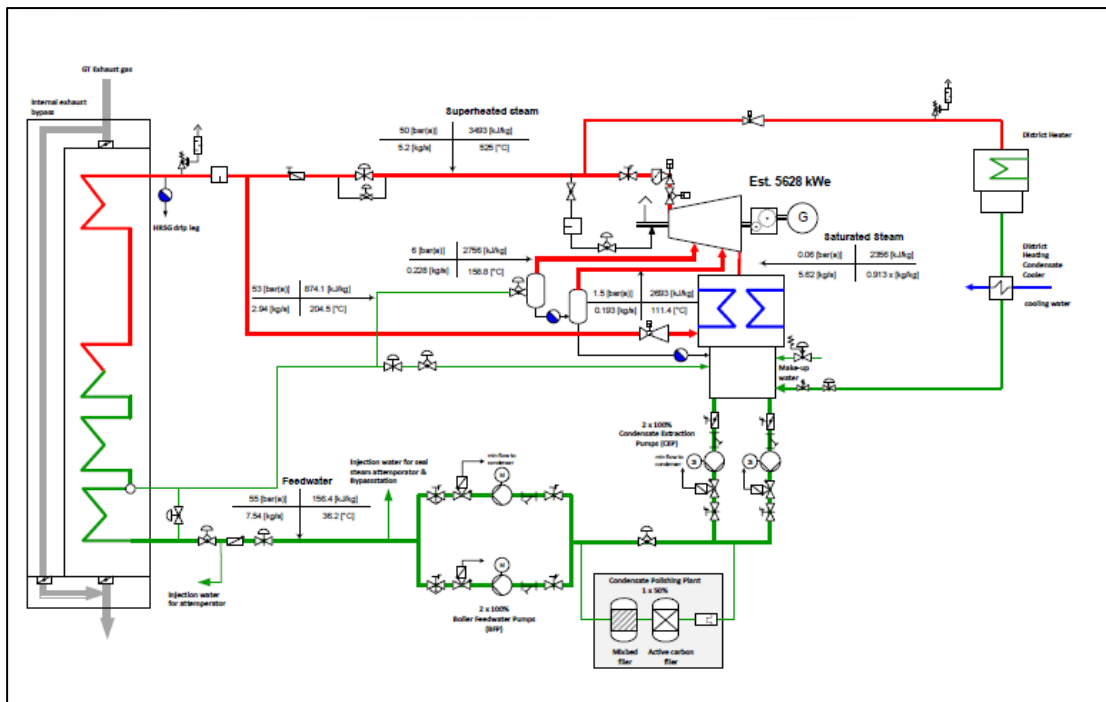 GT Exhaust gas
Internal exhaust
bypass
Superheated steam
50 [bar(a)] 3493 [kJ/kg]
5.2 [kg/s] 525 [°C]
District Heater
Est. 5628 kWe
G
HRSG drip leg
Saturated Steam
6 [bar(a)] 2756 [kJ/kg]
0.228 [kg/s] 158.8 [°C]
0.06 [bar(a)] 2356 [kJ/kg]
5.62 [kg/s] 0.913 x [kg/kg]
District
Heating
Condensate
Cooler
cooling water
53 [bar(a)] 874.1 [kJ/kg]
2.94 [kg/s] 204.5 [°C]
1.5 [bar(a)] 2693 [kJ/kg]
0.193 [kg/s] 111.4 [°C]
Make-up
water
2 x 100%
Condensate Extraction
Pumps (CEP)
min flow to
condenser
min flow to
condenser
Injection water for seal
steam attemporator &
Bypassstation
M
Feedwater
55 [bar(a)] 156.4 [kJ/kg]
7.54 [kg/s] 36.2 [°C]
M
Injection water
for attemperator
2 x 100%
Boiler Feedwater Pumps
(BFP)
Condensate Polishing Plant
1 x 50%
Mixbed
filer
Active carbon
filer